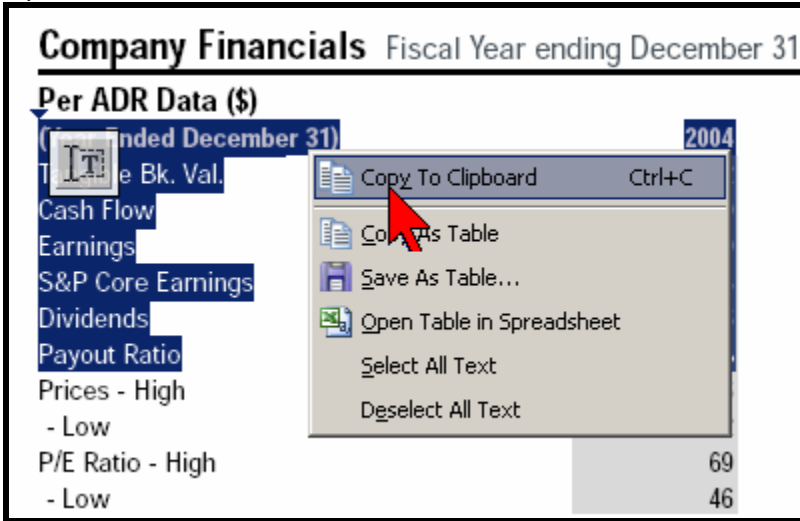 Company Financials Fiscal Year ending December 31
Per ADR Data ($)
Ended December 31) 2004
Bk. Val.
Copy To Clipboard Ctrl+C
Cash Flow
As Table
Earnings
S&P Core Earnings
Save As Table...
Dividends
Open Table in Spreadsheet
Payout Ratio
Select All Text
Prices - High
Deselect All Text
- Low
P/E Ratio - High 69
- Low 46